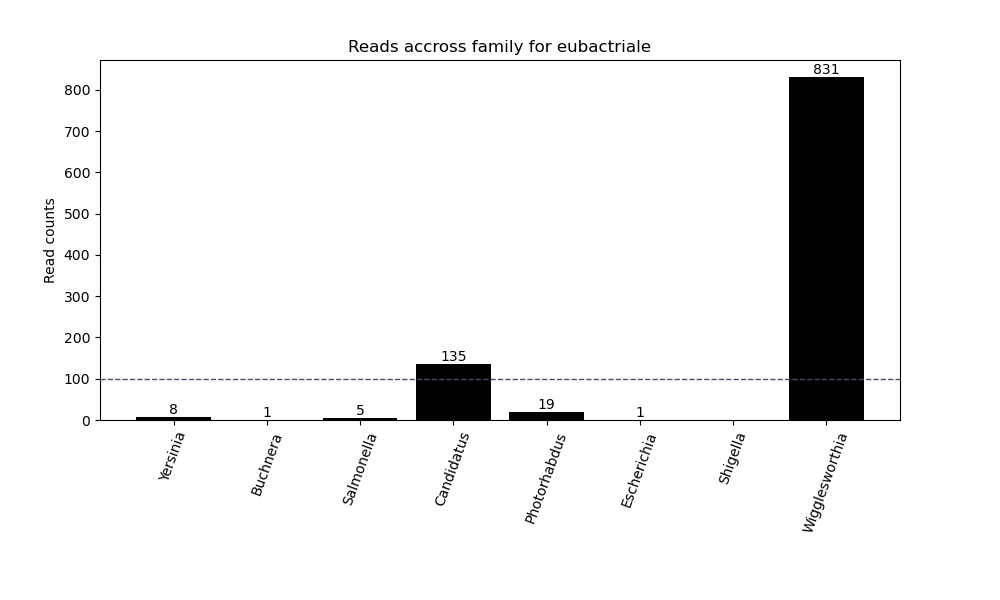 Reads accross family for eubactriale
Read counts
800
700
600
500
400
300
200
100
0
8
1
5
135
19
1
831
Yersinia
Buchnera
Salmonella
Candidatus
Photorhabdus
Escherichia
Shigella
Wigglesworthia